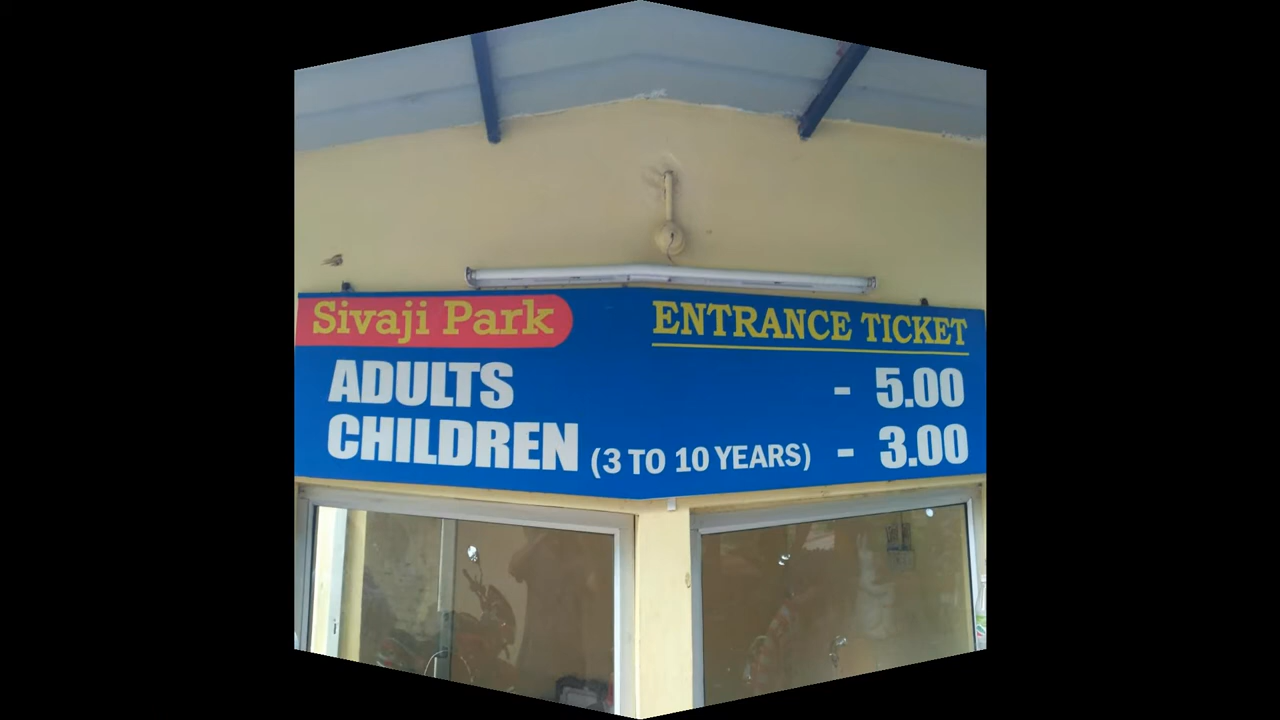 Sivaji Park
ENTRANCE TICKET
ADULTS - 5.00
CHILDREN (3 TO 10 YEARS) - 3.00